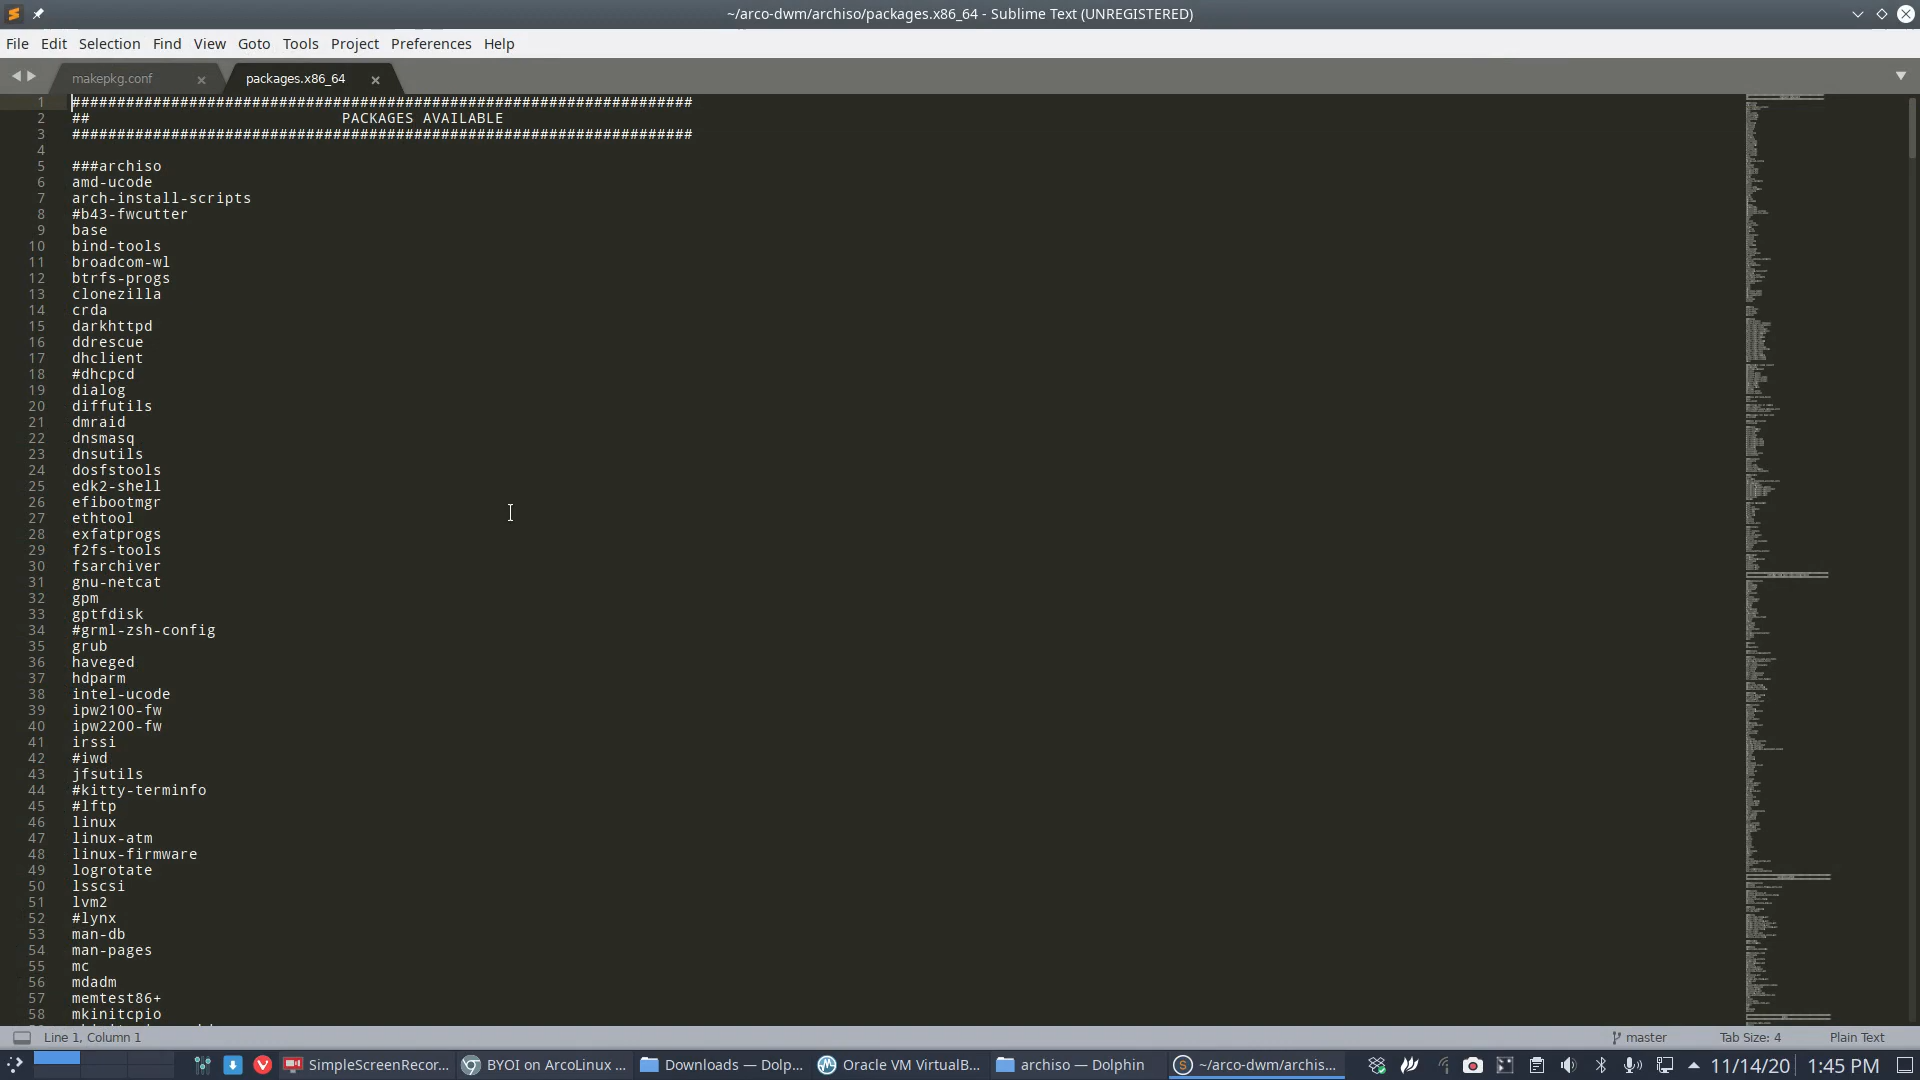 ~/arco-dwm/archiso/packages.x86_64 - Sublime Text (UNREGISTERED)
File Edit Selection Find View Goto Tools Project Preferences Help
makepkg.conf packages.x86_64
1 #####################################################################
2 ## PACKAGES AVAILABLE
3 #####################################################################
4
5 ###archiso
6 amd-ucode
7 arch-install-scripts
8 #b43-fwcutter
9 base
10 bind-tools
11 broadcom-wl
12 btrfs-progs
13 clonezilla
14 crda
15 darkhttpd
16 ddrescue
17 dhclient
18 #dhcpcd
19 dialog
20 diffutils
21 dmraid
22 dnsmasq
23 dnsutils
24 dosfstools
25 edk2-shell
26 efibootmgr
27 ethtool
28 exfatprogs
29 f2fs-tools
30 fsarchiver
31 gnu-netcat
32 gpm
33 gptfdisk
34 #grml-zsh-config
35 grub
36 haveged
37 hdparm
38 intel-ucode
39 ipw2100-fw
40 ipw2200-fw
41 irssi
42 #iwd
43 jfsutils
44 #kitty-terminfo
45 #lftp
46 linux
47 linux-atm
48 linux-firmware
49 logrotate
50 lsscsi
51 lvm2
52 #lynx
53 man-db
54 man-pages
55 mc
56 mdadm
57 memtest86+
58 mkinitcpio
Line 1, Column 1 master Tab Size: 4 Plain Text
SimpleScreenRecor... BYOI on ArcoLinux ... Downloads — Dolp... Oracle VM VirtualB... archiso — Dolphin ~/arco-dwm/archis... 11/14/20 1:45 PM